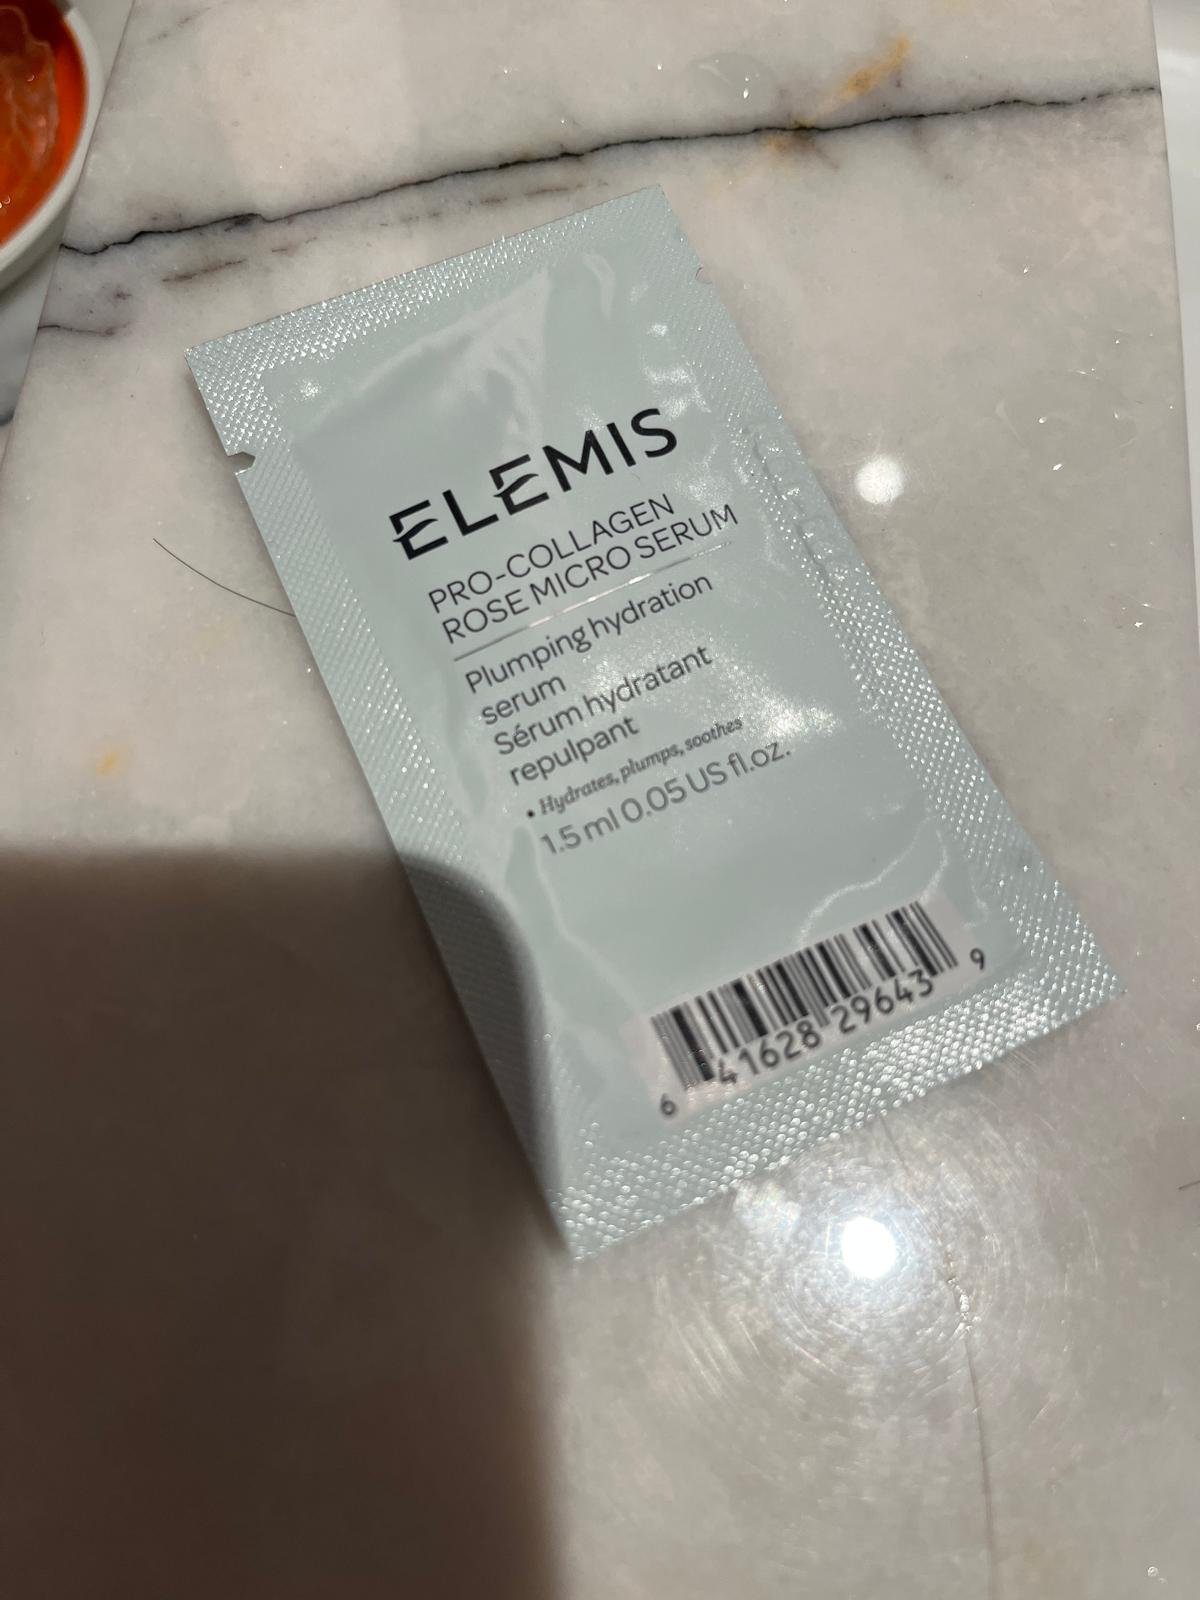 ELEMIS
PRO-COLLAGEN
ROSE MICRO SERUM
Plumping hydration
serum
Sérum hydratant
repulpant
• Hydrates, plumps, soothes
1.5 ml 0.05 US fl.oz.
6 41628 29643 9